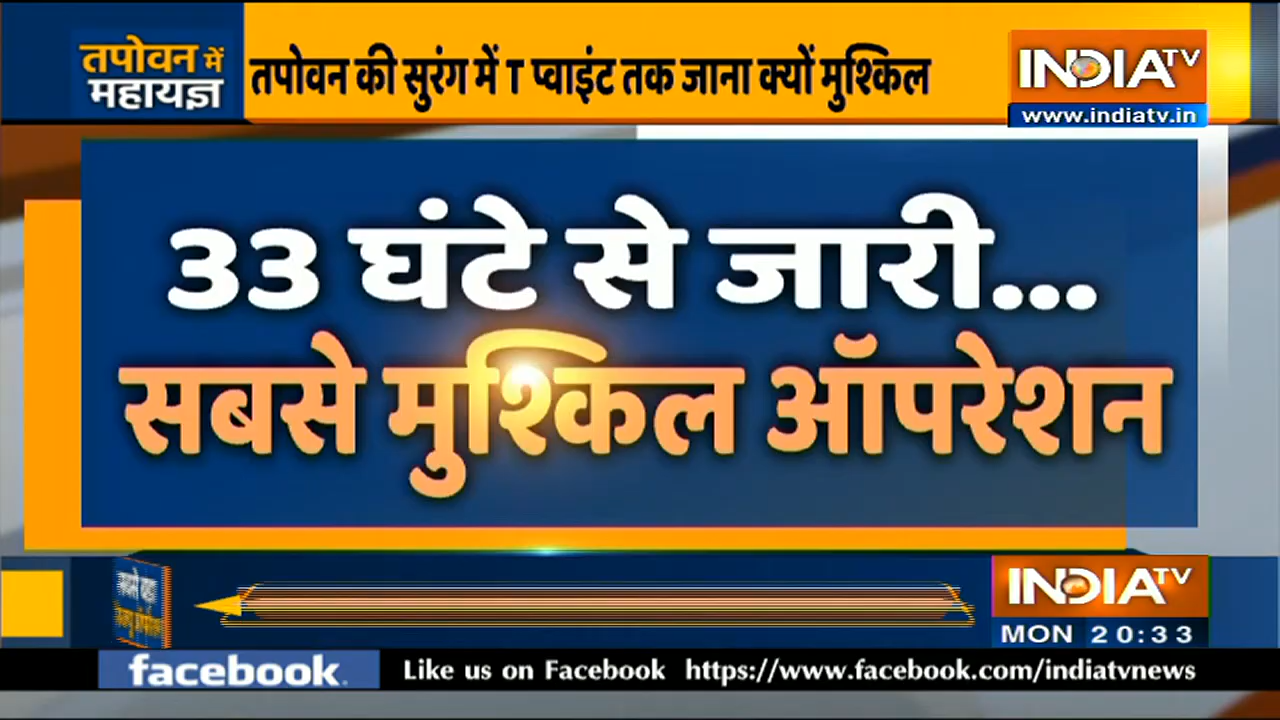 तपोवन में
महायज्ञ
तपोवन की सुरंग में T प्वाइंट तक जाना क्यों मुश्किल
INDIA TV
www.indiatv.in
33 घंटे से जारी...
सबसे मुश्किल ऑपरेशन
INDIA TV
MON 20:33
facebook
Like us on Facebook https://www.facebook.com/indiatvnews